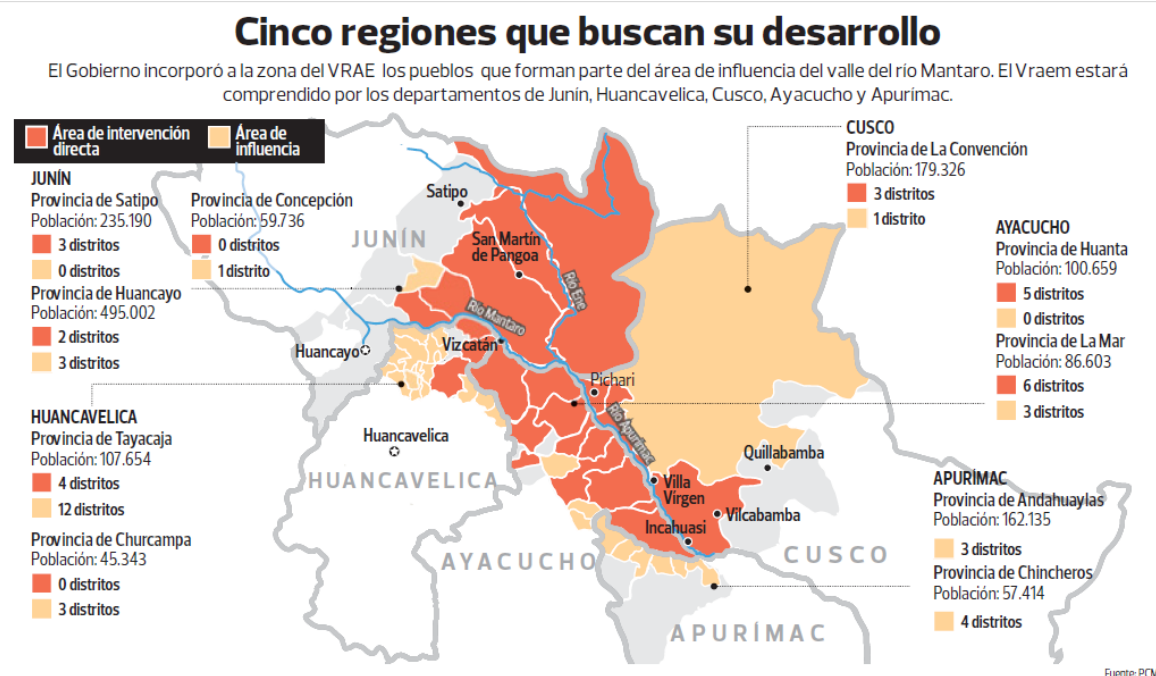 Cinco regiones que buscan su desarrollo
El Gobierno incorporó a la zona del VRAE los pueblos que forman parte del área de influencia del valle del río Mantaro. El Vraem estará
comprendido por los departamentos de Junín, Huancavelica, Cusco, Ayacucho y Apurímac.
Área de intervención
directa
Área de
influencia
JUNÍN
Provincia de Satipo
Población: 235.190
3 distritos
0 distritos
Provincia de Concepción
Población: 59.736
0 distritos
1 distrito
Provincia de Huancayo
Población: 495.002
2 distritos
3 distritos
HUANCAVELICA
Provincia de Tayacaja
Población: 107.654
4 distritos
12 distritos
Provincia de Churcampa
Población: 45.343
0 distritos
3 distritos
JUNÍN
Satipo
San Martín
de Pangoa
Río Ene
Río Mantaro
Huancayo
Vizcatán
Pichari
Río Apurímac
Huancavelica
HUANCAVELICA
Quillabamba
Villa
Vírgen
Vilcabamba
Incahuasi
AYACUCHO
CUSCO
APURÍMAC
CUSCO
Provincia de La Convención
Población: 179.326
3 distritos
1 distrito
AYACUCHO
Provincia de Huanta
Población: 100.659
5 distritos
0 distritos
Provincia de La Mar
Población: 86.603
6 distritos
3 distritos
APURÍMAC
Provincia de Andahuaylas
Población: 162.135
3 distritos
Provincia de Chincheros
Población: 57.414
4 distritos
Fuente: PCM